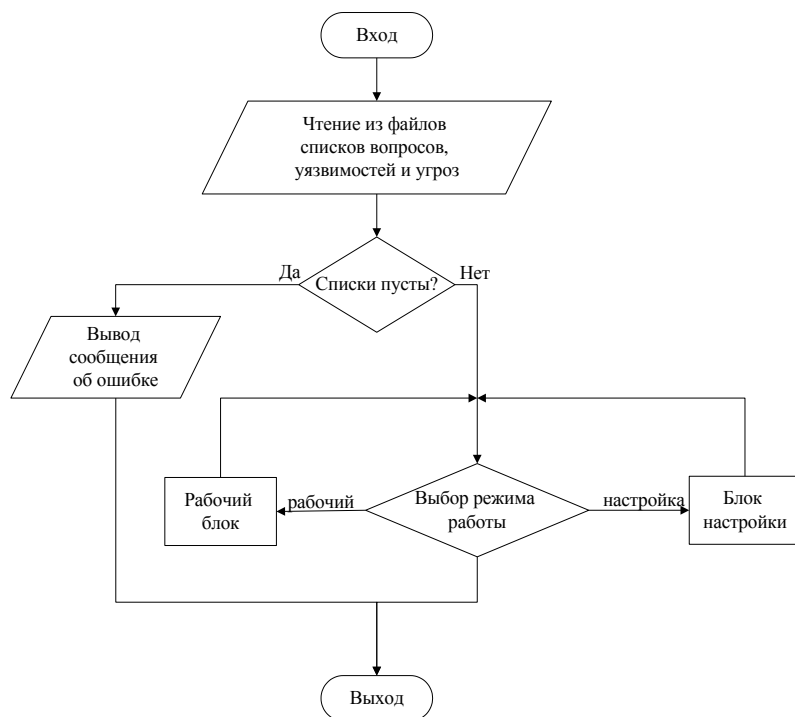 Вход
Чтение из файлов
списков вопросов,
уязвимостей и угроз
Да
Нет
Списки пусты?
Вывод
сообщения
об ошибке
Рабочий
блок
рабочий
Выбор режима
работы
настройка
Блок
настройки
Выход